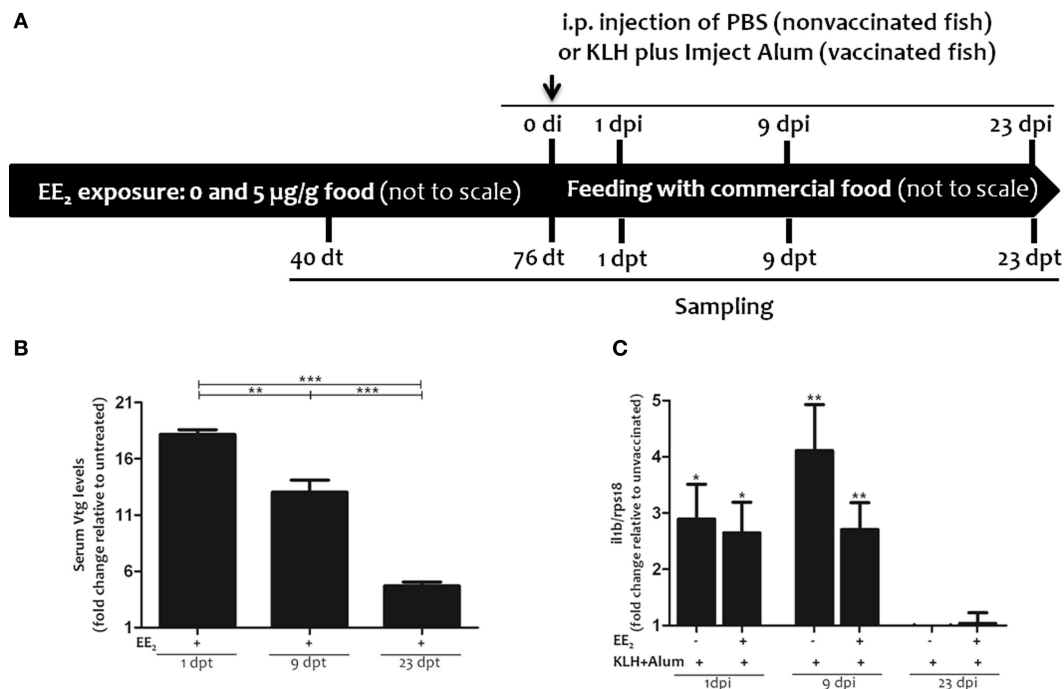 A
i.p. injection of PBS (nonvaccinated fish)
or KLH plus Imject Alum (vaccinated fish)
0 di 1 dpi 9 dpi 23 dpi
EE₂ exposure: 0 and 5 µg/g food (not to scale) Feeding with commercial food (not to scale)
40 dt 76 dt 1 dpt 9 dpt 23 dpt
Sampling
B
***
** ***
Serum Vtg levels
(fold change relative to untreated)
21
16
11
6
1
EE₂ + + +
1 dpt 9 dpt 23 dpt
C
il1b/rps18
(fold change relative to unvaccinated)
5
4
3
2
1
* * ** **
EE₂ - + - + - +
KLH+Alum + + + + + +
1dpi 9 dpi 23 dpi